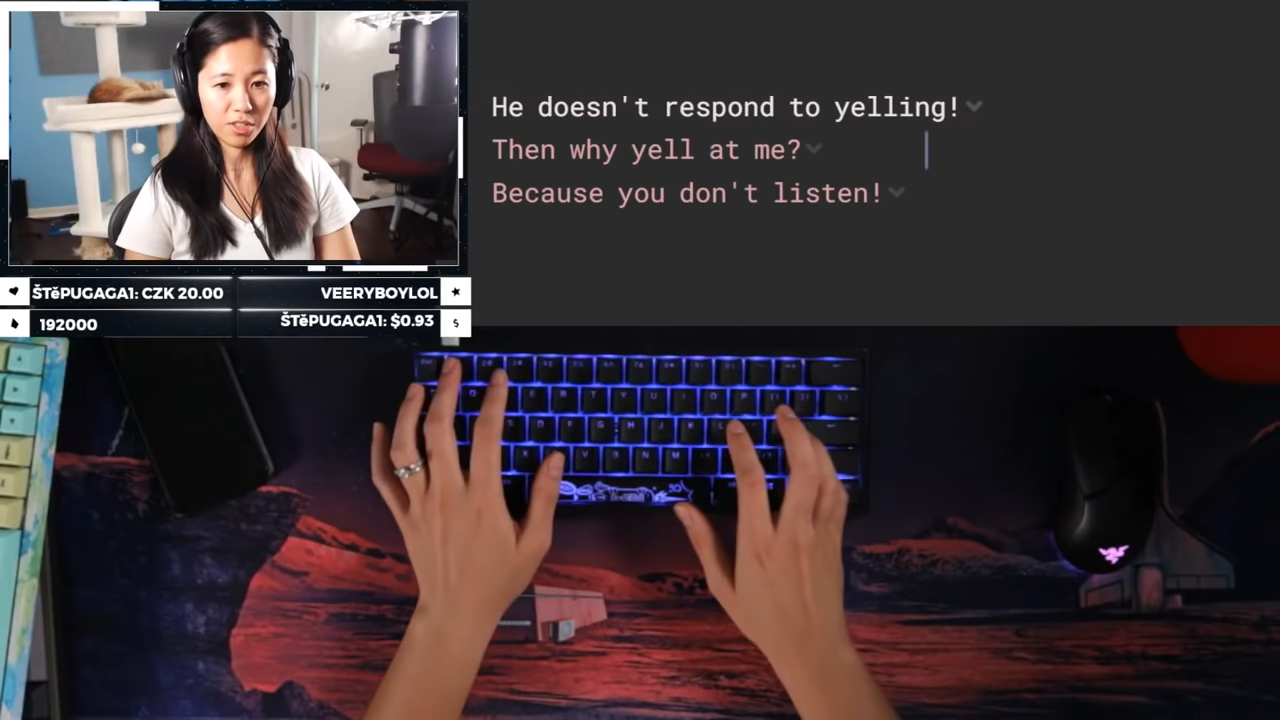 He doesn't respond to yelling!
Then why yell at me?
Because you don't listen!
ŠTěPUGAGA1: CZK 20.00
VEERYBOYLOL
192000
ŠTěPUGAGA1: $0.93